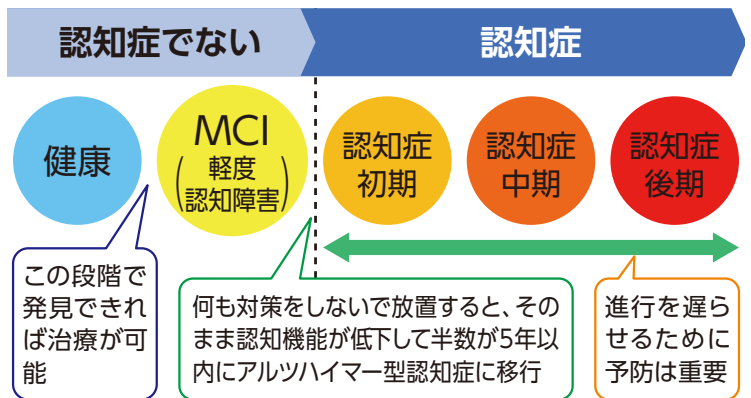 認知症でない
認知症
健康
MCI
(軽度
認知障害)
認知症
初期
認知症
中期
認知症
後期
この段階で
発見できれ
ば治療が可
能
何も対策をしないで放置すると、その
まま認知機能が低下して半数が5年以
内にアルツハイマー型認知症に移行
進行を遅ら
せるために
予防は重要